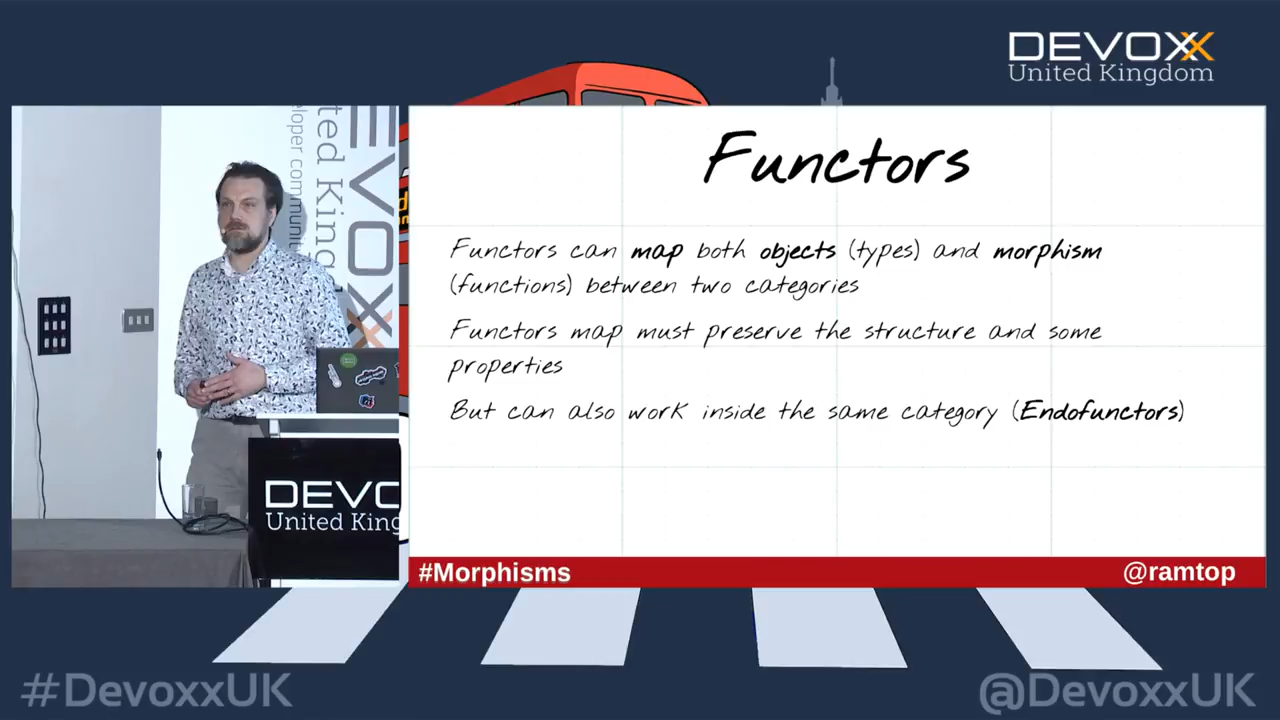 DEVOXX
United Kingdom
Functors
Functors can map both objects (types) and morphism
(functions) between two categories
Functors map must preserve the structure and some
properties
But can also work inside the same category (Endofunctors)
#Morphisms
@ramtop
DEVO
United King
#DevoxxUK
@DevoxxUK